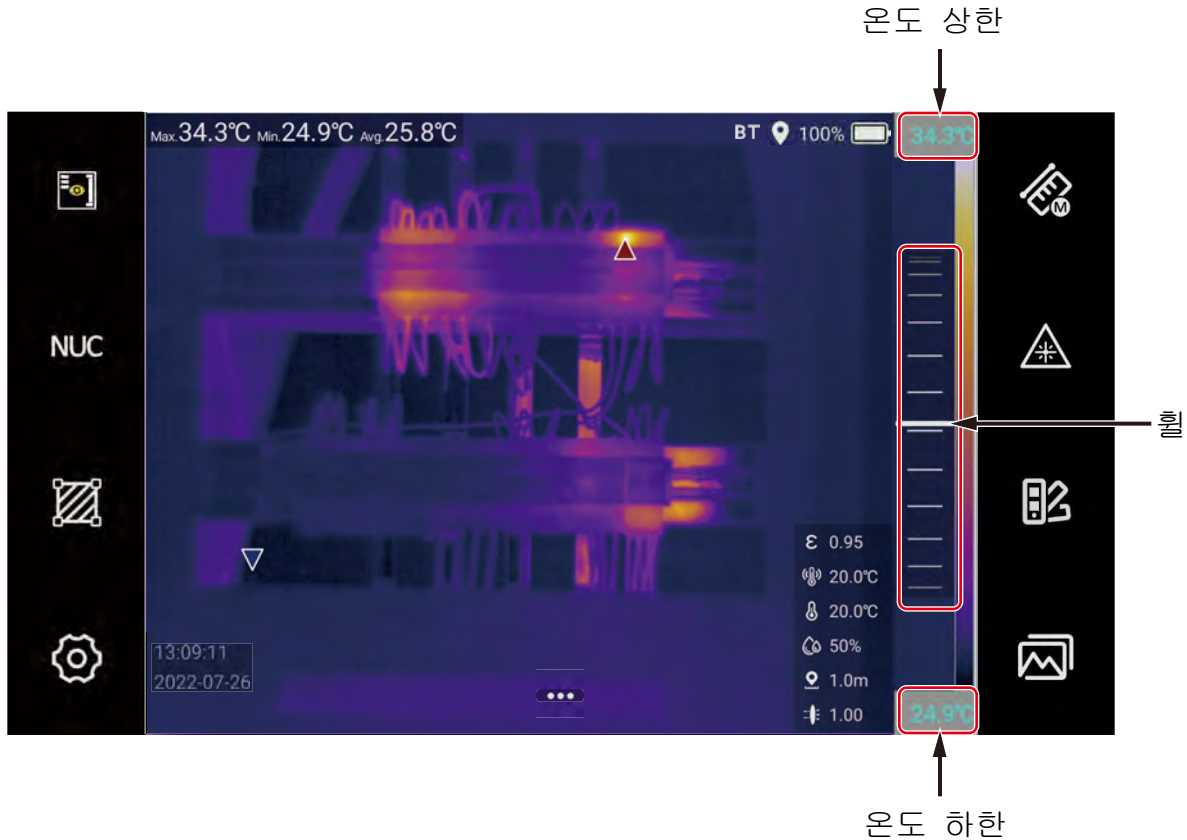 온도 상한
Max.34.3℃ Min.24.9℃ Avg.25.8℃
BT 100%
34.3℃
M
NUC
휠
ε 0.95
20.0℃
20.0℃
50%
1.0m
1.00
13:09:11
2022-07-26
24.9℃
온도 하한